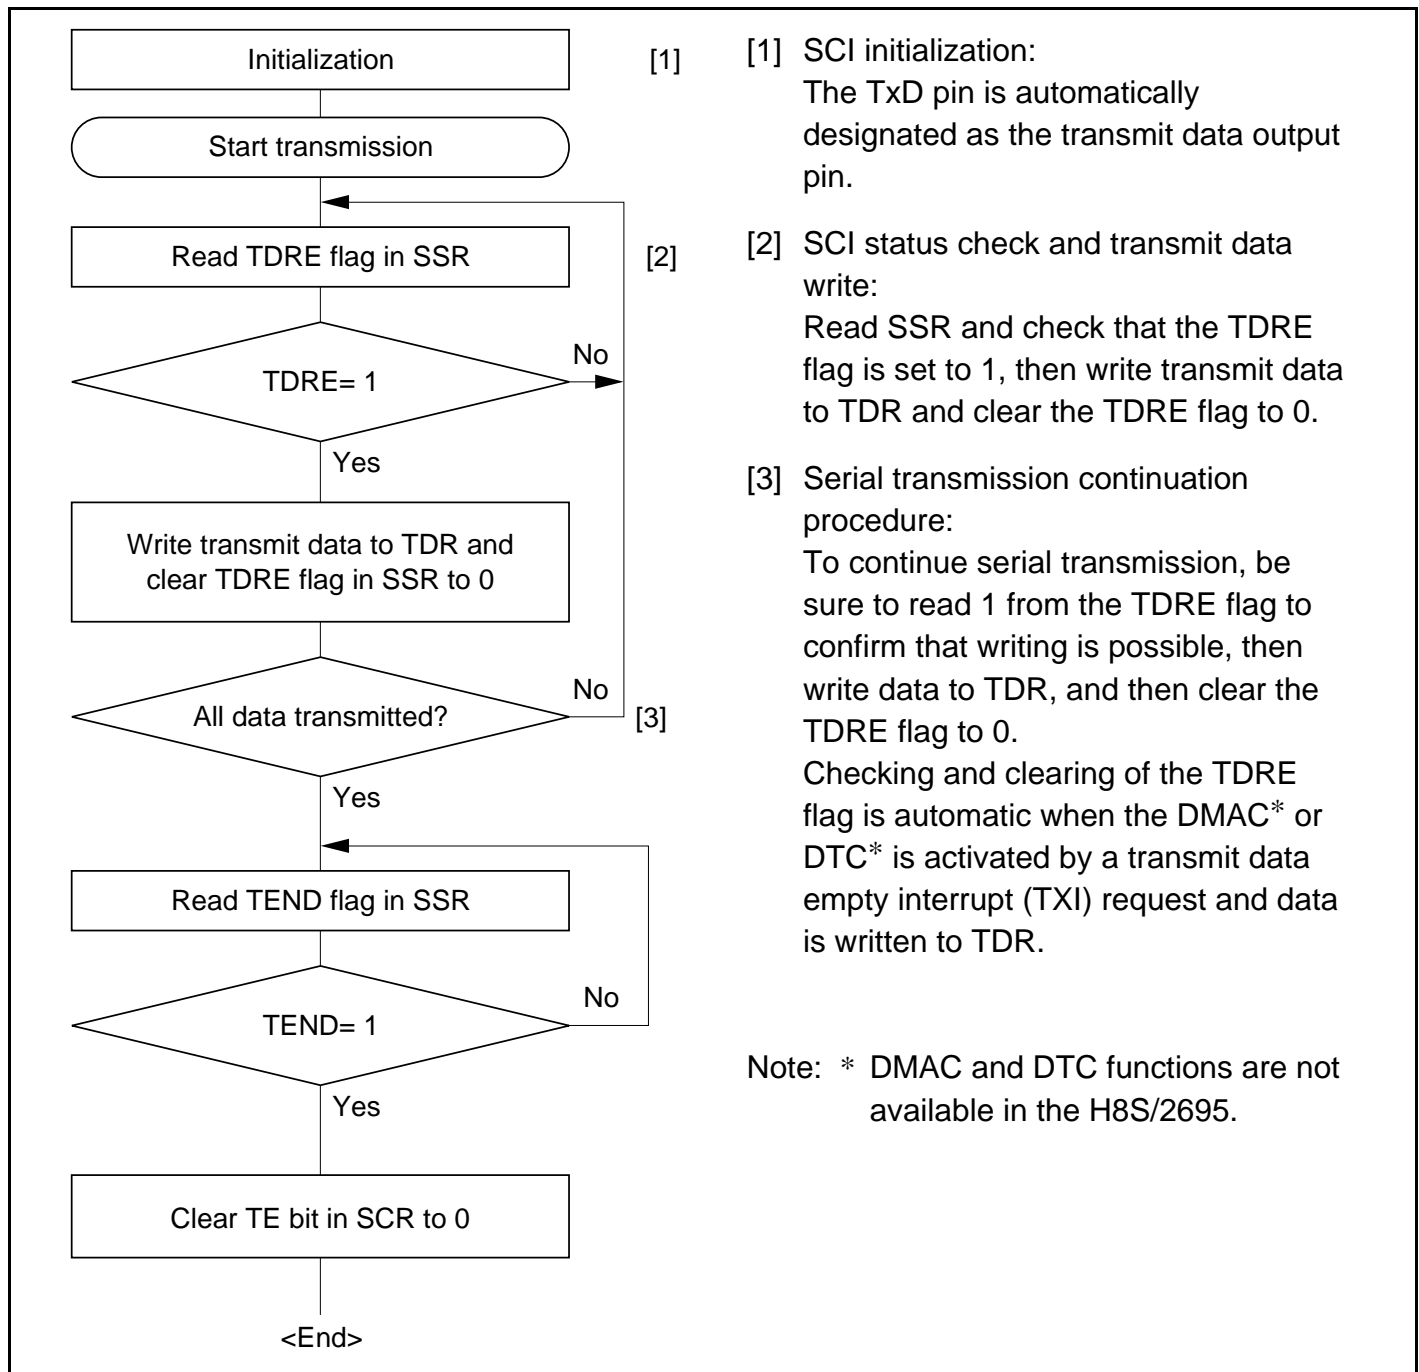 Initialization
[1]
Start transmission
Read TDRE flag in SSR
[2]
TDRE= 1
No
Yes
Write transmit data to TDR and
clear TDRE flag in SSR to 0
All data transmitted?
No
[3]
Yes
Read TEND flag in SSR
TEND= 1
No
Yes
Clear TE bit in SCR to 0
<End>
[1] SCI initialization:
The TxD pin is automatically
designated as the transmit data output
pin.
[2] SCI status check and transmit data
write:
Read SSR and check that the TDRE
flag is set to 1, then write transmit data
to TDR and clear the TDRE flag to 0.
[3] Serial transmission continuation
procedure:
To continue serial transmission, be
sure to read 1 from the TDRE flag to
confirm that writing is possible, then
write data to TDR, and then clear the
TDRE flag to 0.
Checking and clearing of the TDRE
flag is automatic when the DMAC* or
DTC* is activated by a transmit data
empty interrupt (TXI) request and data
is written to TDR.
Note: * DMAC and DTC functions are not
available in the H8S/2695.